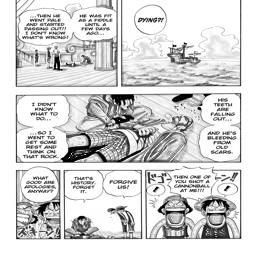 DYING?!
HE WAS FIT
AS A FIDDLE
UNTIL A
FEW DAYS
AGO...
...THEN HE
WENT PALE
AND STARTED
PASSING OUT!!
I DON'T KNOW
WHAT'S WRONG!
HIS
TEETH
ARE
FALLING
OUT...
AND HE'S
BLEEDING
FROM
OLD
SCARS.
I DIDN'T
KNOW
WHAT TO
DO...
...SO I
WENT TO
GET SOME
REST AND
THINK ON
THAT ROCK.
THEN ONE OF
YOU SHOT A
CANNONBALL
AT ME!!
FORGIVE
US!
THAT'S
HISTORY.
FORGET
IT.
WHAT
GOOD ARE
APOLOGIES,
ANYWAY?